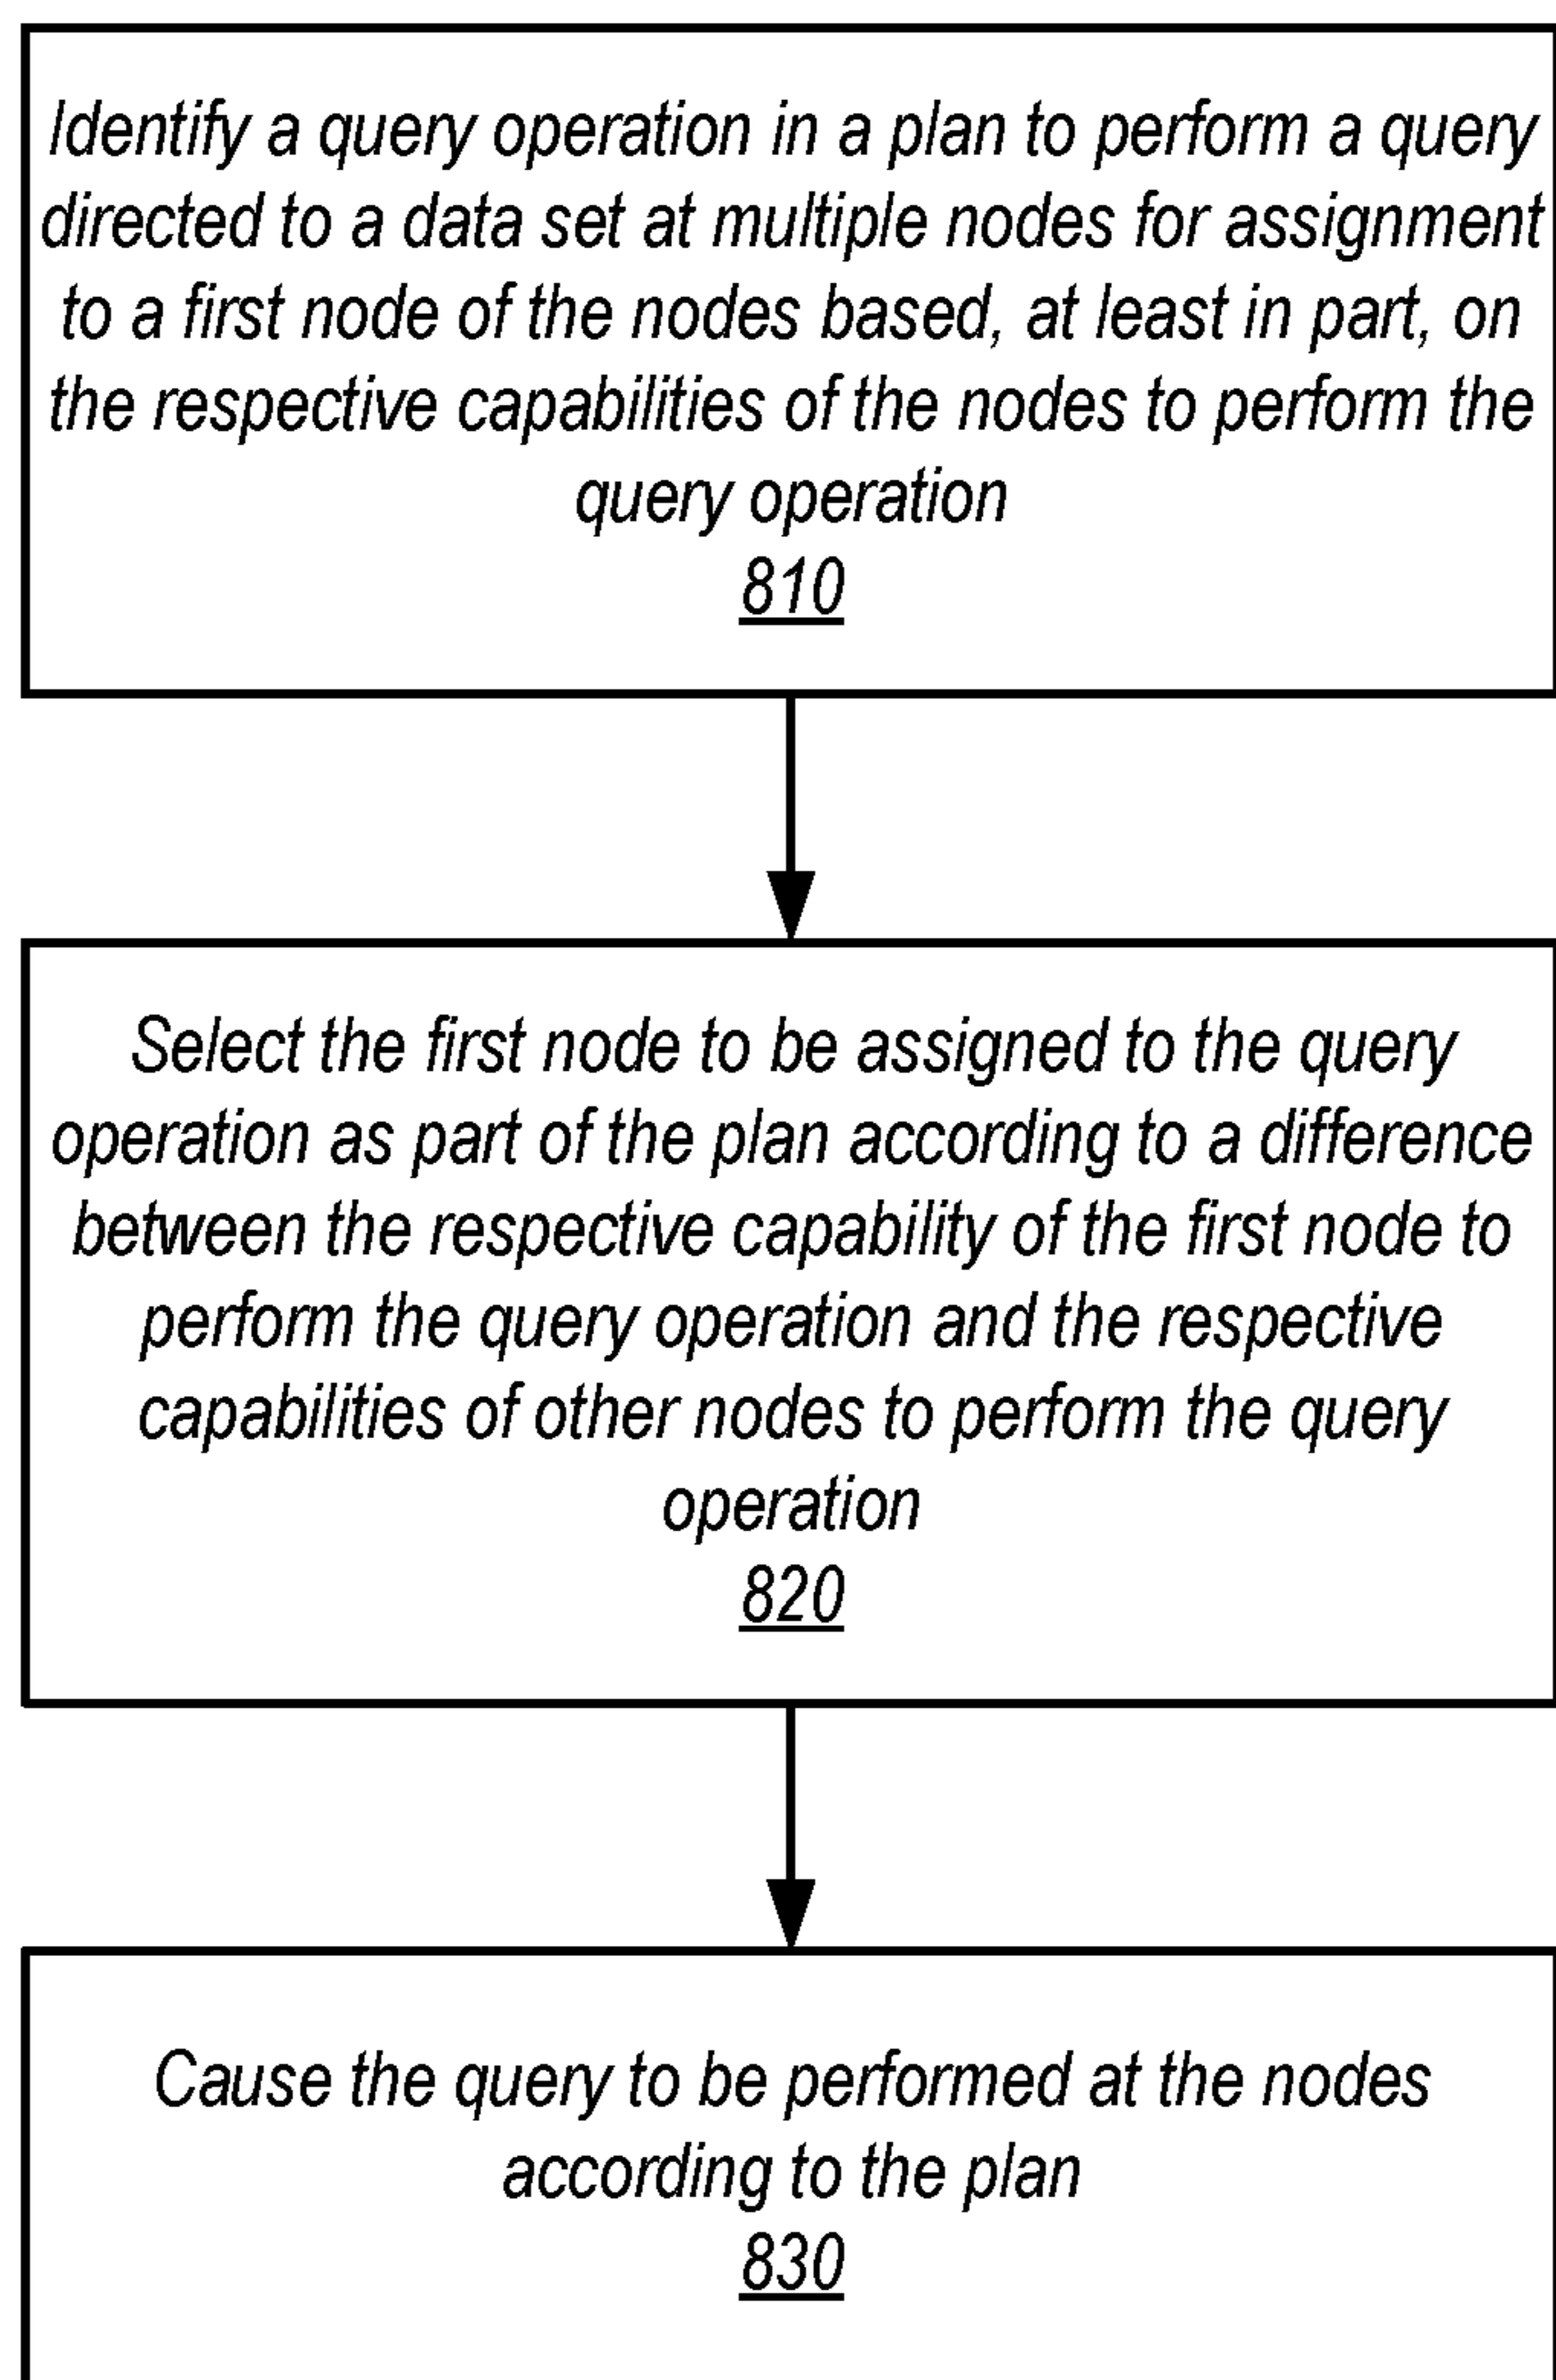 Identify a query operation in a plan to perform a query
directed to a data set at multiple nodes for assignment
to a first node of the nodes based, at least in part, on
the respective capabilities of the nodes to perform the
query operation
810
Select the first node to be assigned to the query
operation as part of the plan according to a difference
between the respective capability of the first node to
perform the query operation and the respective
capabilities of other nodes to perform the query
operation
820
Cause the query to be performed at the nodes
according to the plan
830